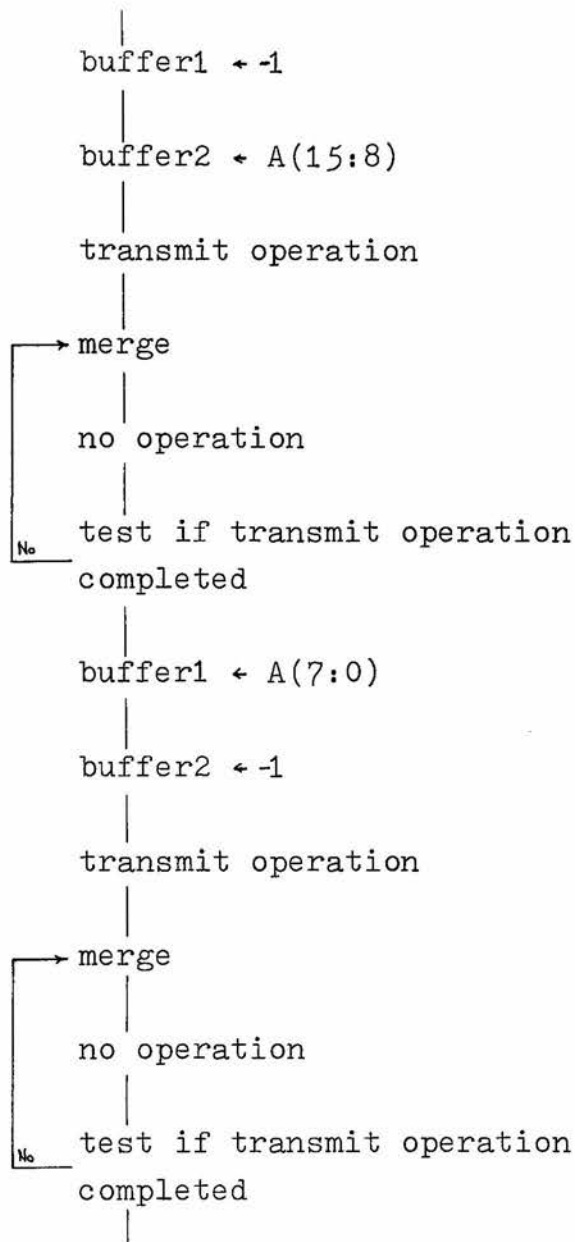 buffer1 ← -1
buffer2 ← A(15:8)
transmit operation
merge
no operation
test if transmit operation
No
completed
buffer1 ← A(7:0)
buffer2 ← -1
transmit operation
merge
no operation
test if transmit operation
No
completed